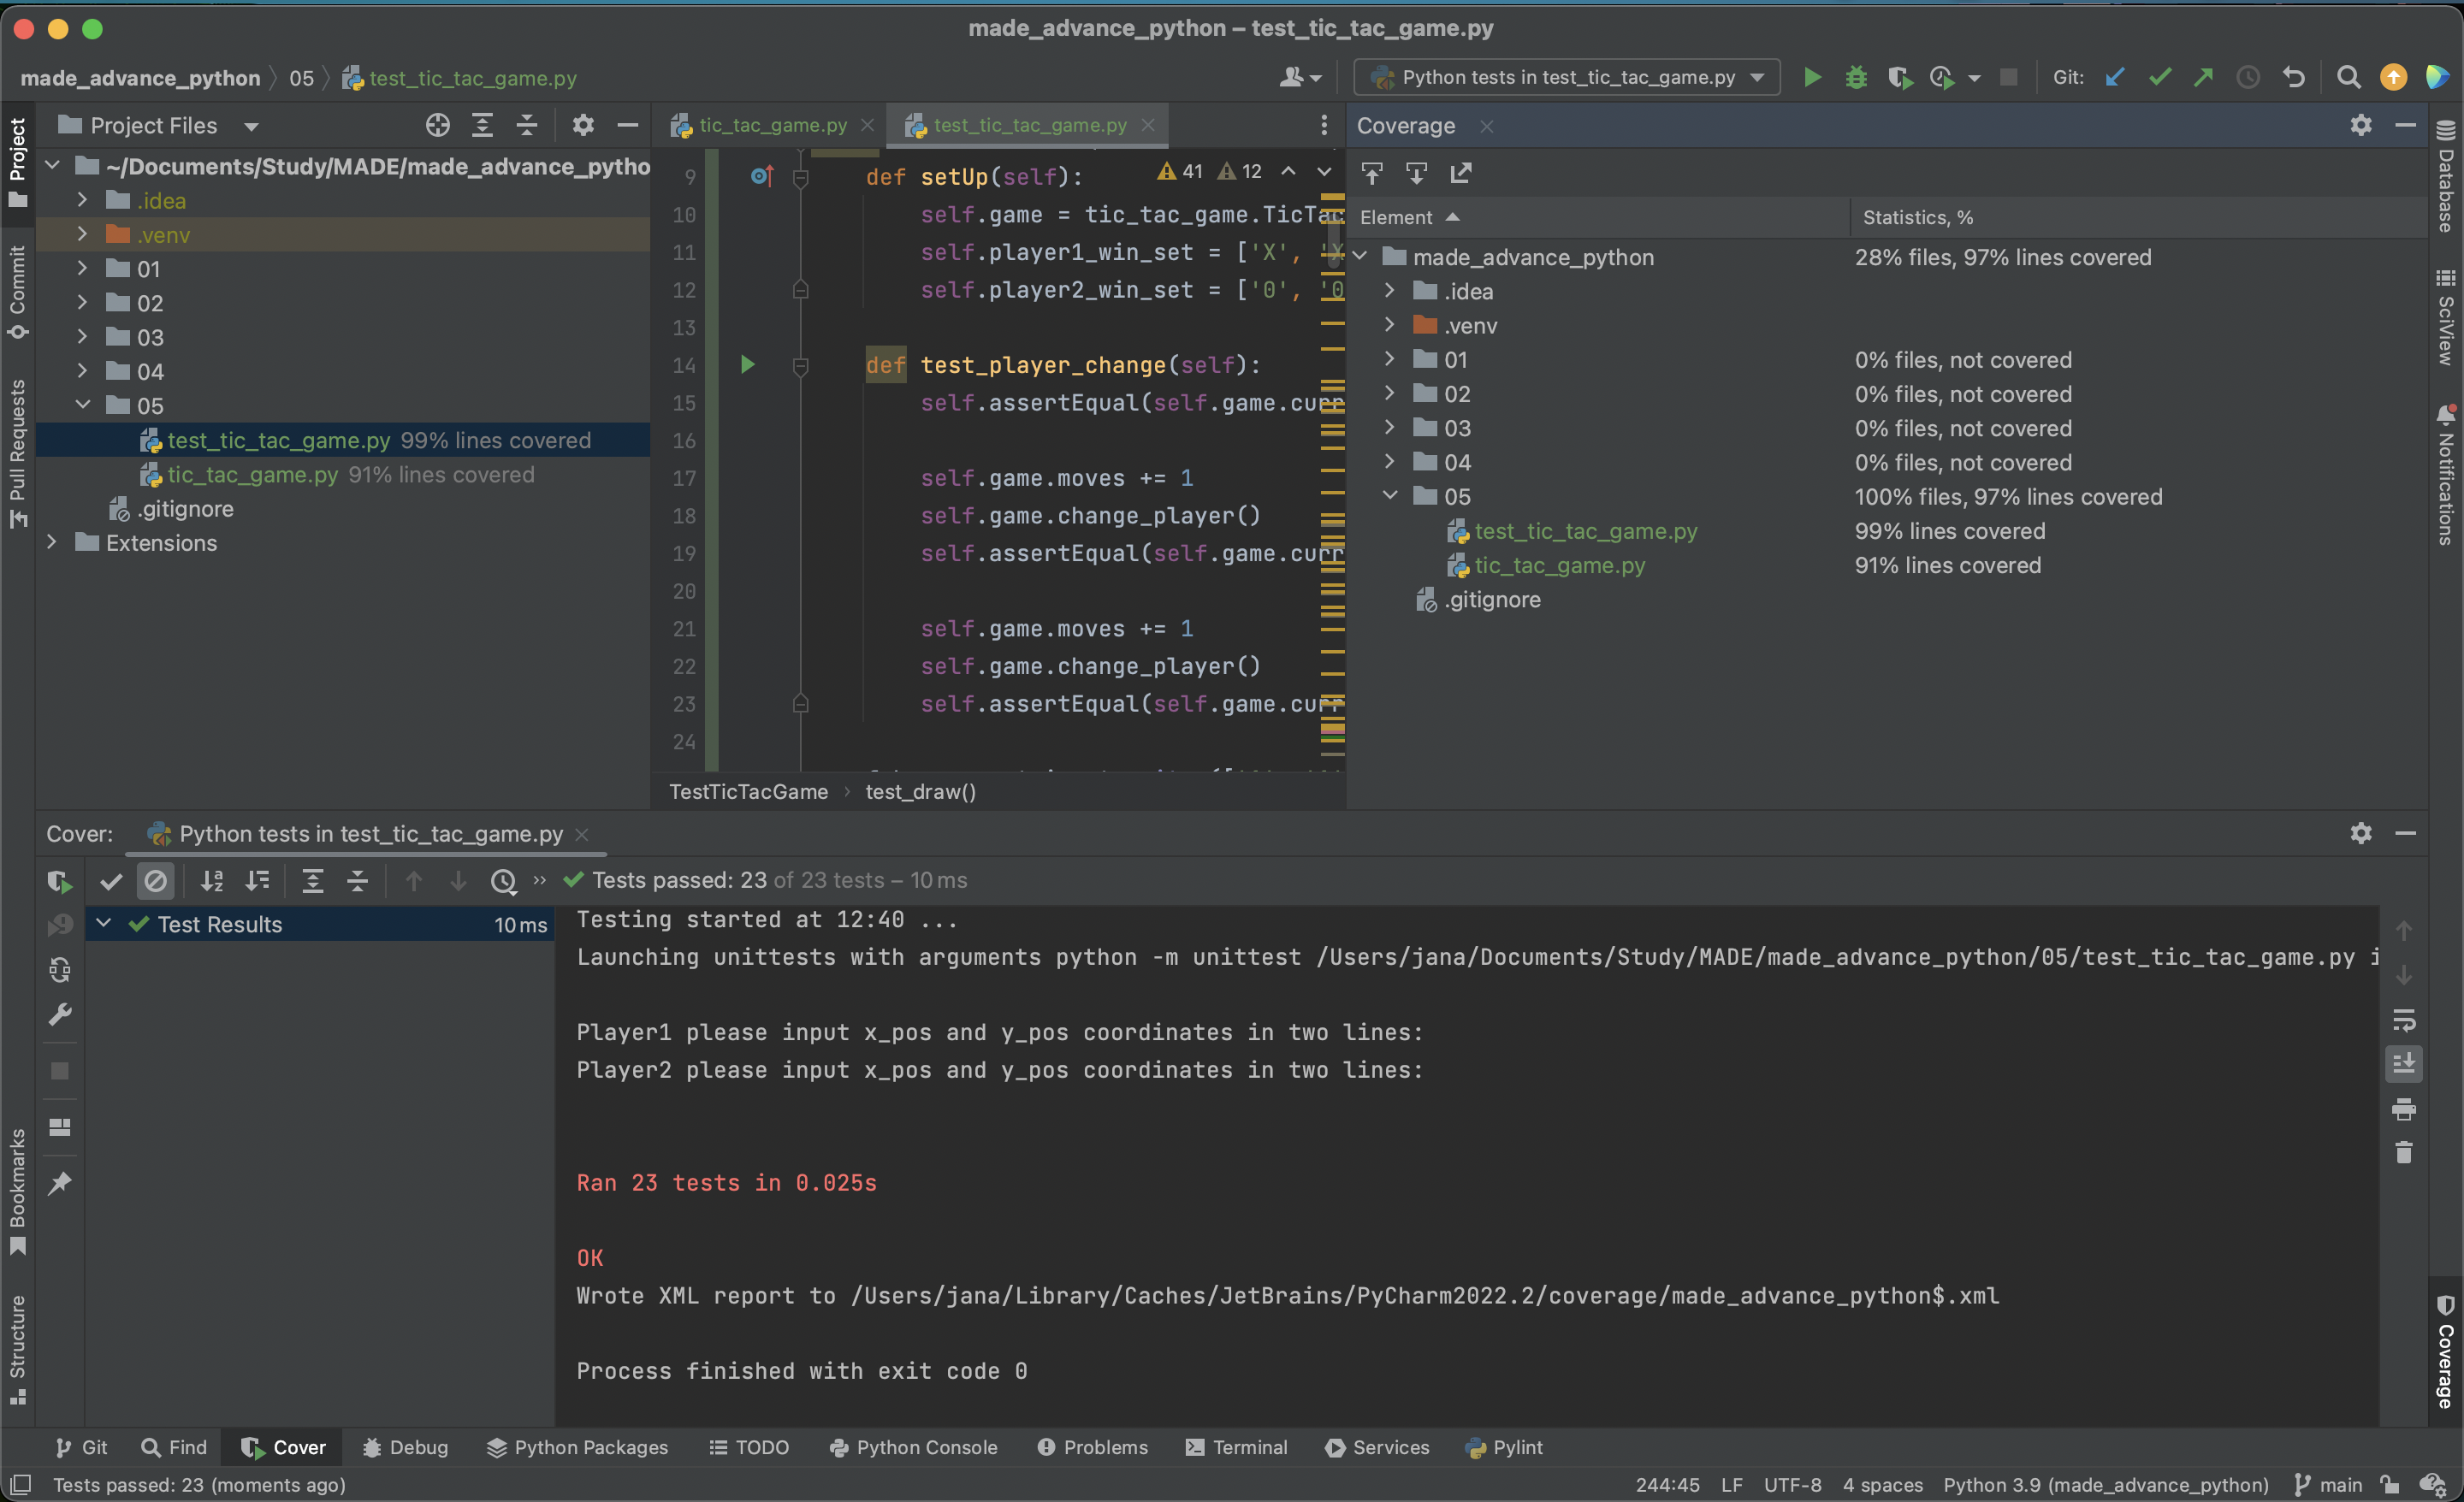 made_advance_python – test_tic_tac_game.py
made_advance_python 05 test_tic_tac_game.py
Python tests in test_tic_tac_game.py
Git:
Project
Commit
Pull Requests
Bookmarks
Structure
Project Files
~/Documents/Study/MADE/made_advance_pytho
.idea
.venv
01
02
03
04
05
test_tic_tac_game.py 99% lines covered
tic_tac_game.py 91% lines covered
.gitignore
Extensions
tic_tac_game.py
test_tic_tac_game.py
41 12
9 def setUp(self):
10 self.game = tic_tac_game.TicTac
11 self.player1_win_set = ['X', 'X
12 self.player2_win_set = ['0', '0
13
14 def test_player_change(self):
15 self.assertEqual(self.game.curr
16
17 self.game.moves += 1
18 self.game.change_player()
19 self.assertEqual(self.game.curr
20
21 self.game.moves += 1
22 self.game.change_player()
23 self.assertEqual(self.game.curr
24
TestTicTacGame › test_draw()
Coverage
Element Statistics, %
made_advance_python 28% files, 97% lines covered
.idea
.venv
01 0% files, not covered
02 0% files, not covered
03 0% files, not covered
04 0% files, not covered
05 100% files, 97% lines covered
test_tic_tac_game.py 99% lines covered
tic_tac_game.py 91% lines covered
.gitignore
Database
SciView
Notifications
Coverage
Cover: Python tests in test_tic_tac_game.py
» Tests passed: 23 of 23 tests – 10 ms
Test Results 10 ms
Testing started at 12:40 ...
Launching unittests with arguments python -m unittest /Users/jana/Documents/Study/MADE/made_advance_python/05/test_tic_tac_game.py i
Player1 please input x_pos and y_pos coordinates in two lines:
Player2 please input x_pos and y_pos coordinates in two lines:
Ran 23 tests in 0.025s
OK
Wrote XML report to /Users/jana/Library/Caches/JetBrains/PyCharm2022.2/coverage/made_advance_python$.xml
Process finished with exit code 0
Git Find Cover Debug Python Packages TODO Python Console Problems Terminal Services Pylint
Tests passed: 23 (moments ago) 244:45 LF UTF-8 4 spaces Python 3.9 (made_advance_python) main